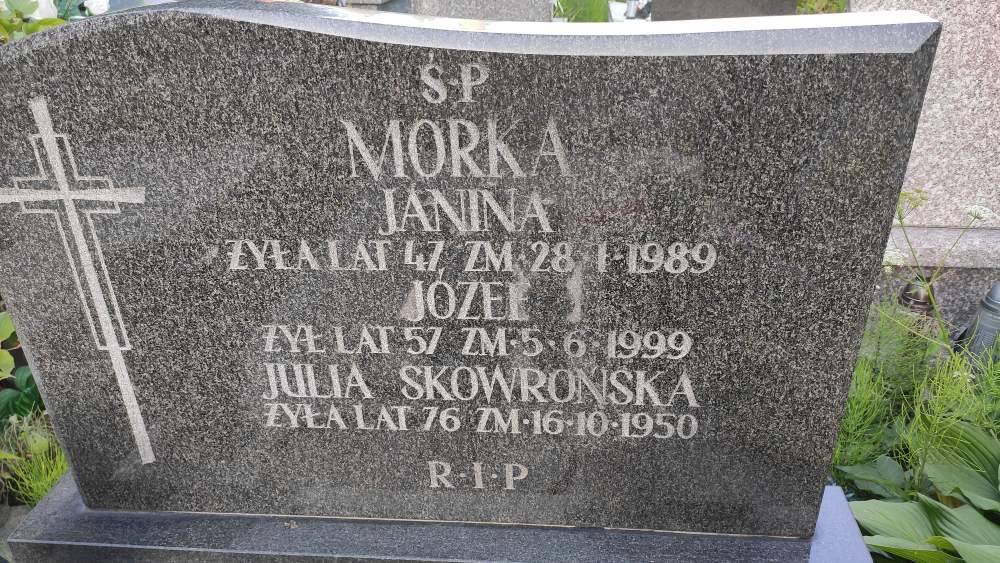 Ś·P
MORKA
JANINA
ŻYŁA LAT 47 ZM·28·1·1989
JÓZEF
ŻYŁ LAT 57 ZM·5·6·1999
JULIA SKOWROŃSKA
ŻYŁA LAT 76 ZM·16·10·1950
R·I·P